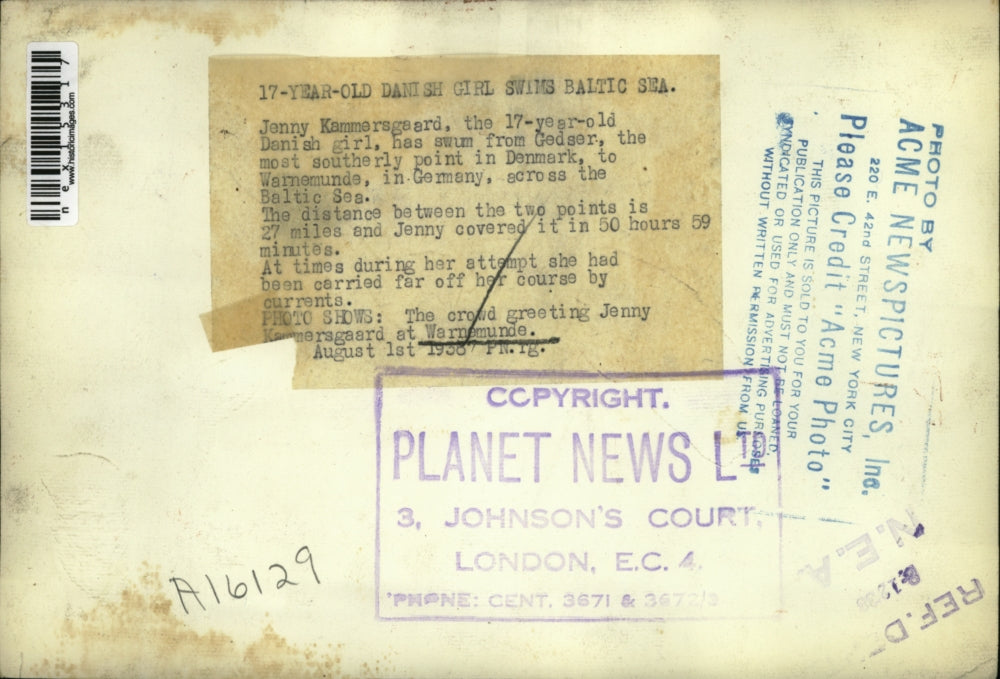 17-YEAR-OLD DANISH GIRL SWIMS BALTIC SEA.
Jenny Kammersgaard, the 17-year-old
Danish girl, has swum from Gedser, the
most southerly point in Denmark, to
Warnemunde, in Germany, across the
Baltic Sea.
The distance between the two points is
27 miles and Jenny covered it in 50 hours 59
minutes.
At times during her attempt she had
been carried far off her course by
currents.
PHOTO SHOWS: The crowd greeting Jenny
Kammersgaard at Warnemunde.
August 1st 1938 PN.rg.
COPYRIGHT.
PLANET NEWS LTD
3, JOHNSON'S COURT,
LONDON, E.C. 4.
PHONE: CENT. 3671 & 3672/3
PHOTO BY
ACME NEWSPICTURES, Inc.
220 E. 42nd STREET, NEW YORK CITY
Please Credit "Acme Photo"
THIS PICTURE IS SOLD TO YOU FOR YOUR
PUBLICATION ONLY AND MUST NOT BE LOANED,
SYNDICATED OR USED FOR ADVERTISING PURPOSES
WITHOUT WRITTEN PERMISSION FROM US
N.E.A.
REF.D
A16129
nex15317
www.historicimages.com